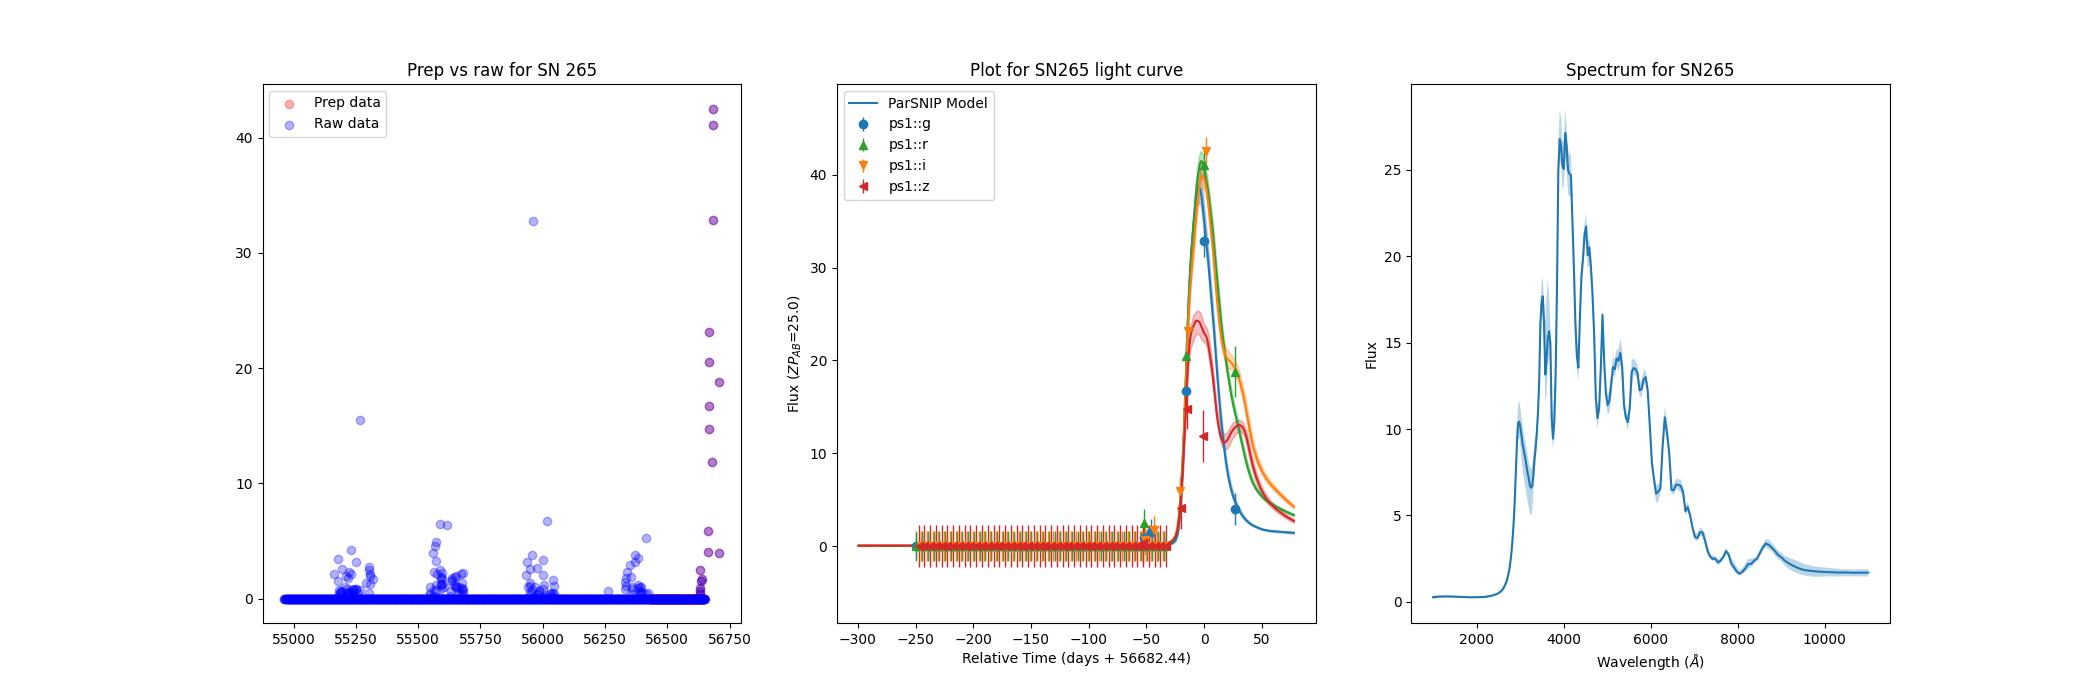 Prep vs raw for SN 265
Prep data
Raw data
40
30
20
10
0
55000 55250 55500 55750 56000 56250 56500 56750
Plot for SN265 light curve
ParSNIP Model
ps1::g
ps1::r
ps1::i
ps1::z
Flux (ZP_AB=25.0)
40
30
20
10
0
−300 −250 −200 −150 −100 −50 0 50
Relative Time (days + 56682.44)
Spectrum for SN265
Flux
25
20
15
10
5
0
2000 4000 6000 8000 10000
Wavelength (Å)